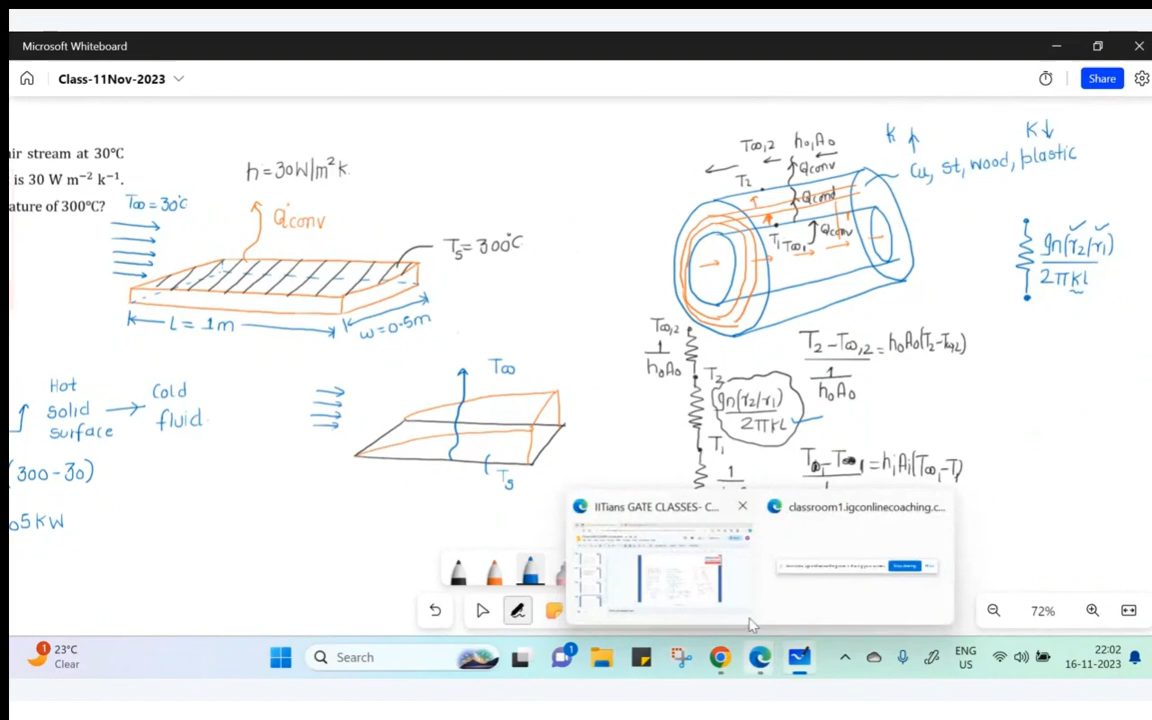 Microsoft Whiteboard
Class-11Nov-2023
Share
air stream at 30°C
is 30 W m⁻² k⁻¹.
ature of 300°C?
h = 30W/m²k
T∞ = 30°C
Q̇conv
Ts = 300°C
L = 1m
w = 0.5m
Hot solid surface → Cold fluid
(300-30)
05KW
T∞
Ts
T∞,2 h₀,A₀
Qconv
T₂
Qcond
T₁ T∞,1
Qconv
K ↑
K↓
Cu, st, wood, plastic
ln(r₂/r₁)
2πkL
T∞,2
1
h₀A₀
T₂
ln(r₂/r₁)
2πkL
T₁
1
T₂-T∞,2 = h₀A₀(T₂-T∞,2)
1
h₀A₀
= hᵢAᵢ(T∞,-T₁)
IITians GATE CLASSES- C...
classroom1.igconlinecoaching.c...
72%
1
23°C
Clear
Search
1
ENG
US
22:02
16-11-2023